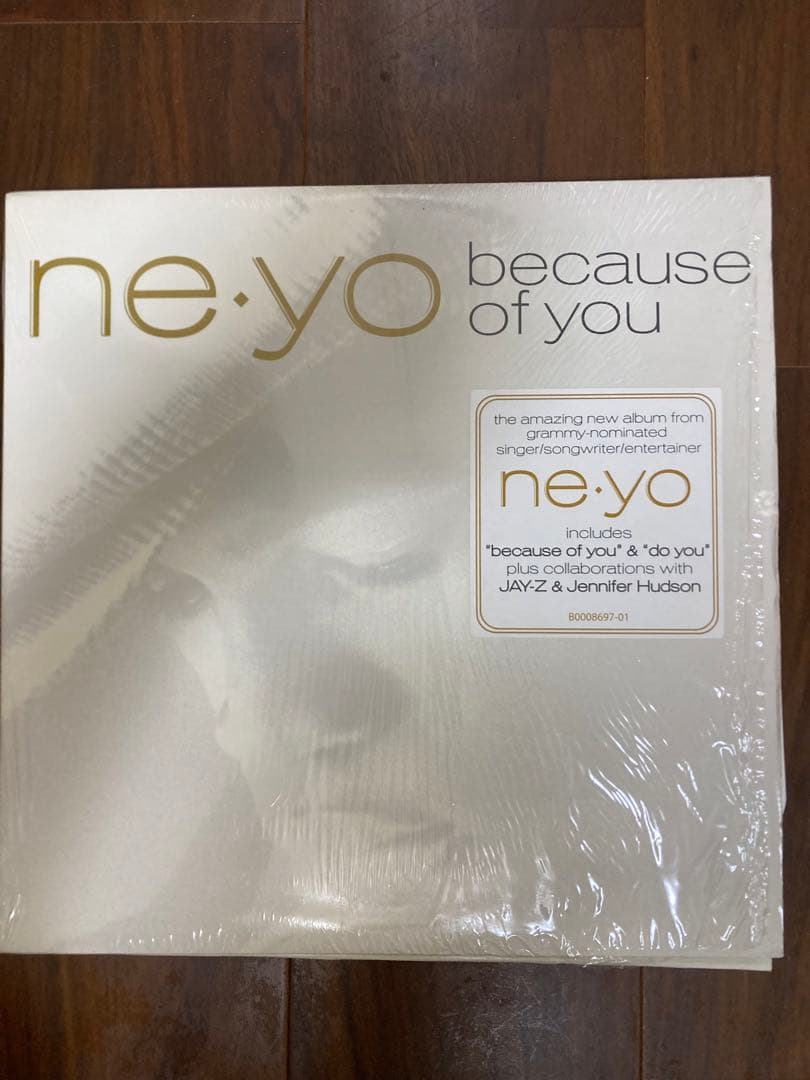 ne·yo
because
of you
the amazing new album from
grammy-nominated
singer/songwriter/entertainer
ne·yo
includes
"because of you" & "do you"
plus collaborations with
JAY-Z & Jennifer Hudson
B0008697-01